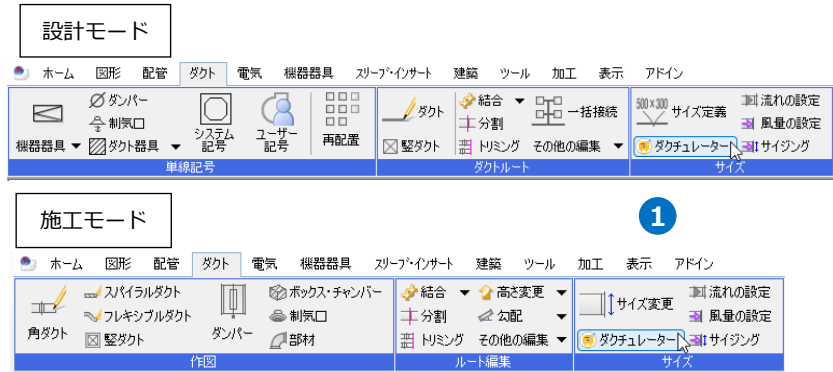 設計モード
ホーム 図形 配管 ダクト 電気 機器器具 スリーブ・インサート 建築 ツール 加工 表示 アドイン
機器器具
ダンパー
制気口
ダクト器具
システム
記号
ユーザー
記号
再配置
単線記号
ダクト
竪ダクト
結合
分割
トリミング
一括接続
その他の編集
ダクトルート
500×300
サイズ定義
ダクチュレーター
流れの設定
風量の設定
サイジング
サイズ
施工モード
1
ホーム 図形 配管 ダクト 電気 機器器具 スリーブ・インサート 建築 ツール 加工 表示 アドイン
角ダクト
スパイラルダクト
フレキシブルダクト
竪ダクト
ダンパー
ボックス・チャンバー
制気口
部材
作図
結合
分割
トリミング
高さ変更
勾配
その他の編集
ルート編集
サイズ変更
ダクチュレーター
流れの設定
風量の設定
サイジング
サイズ